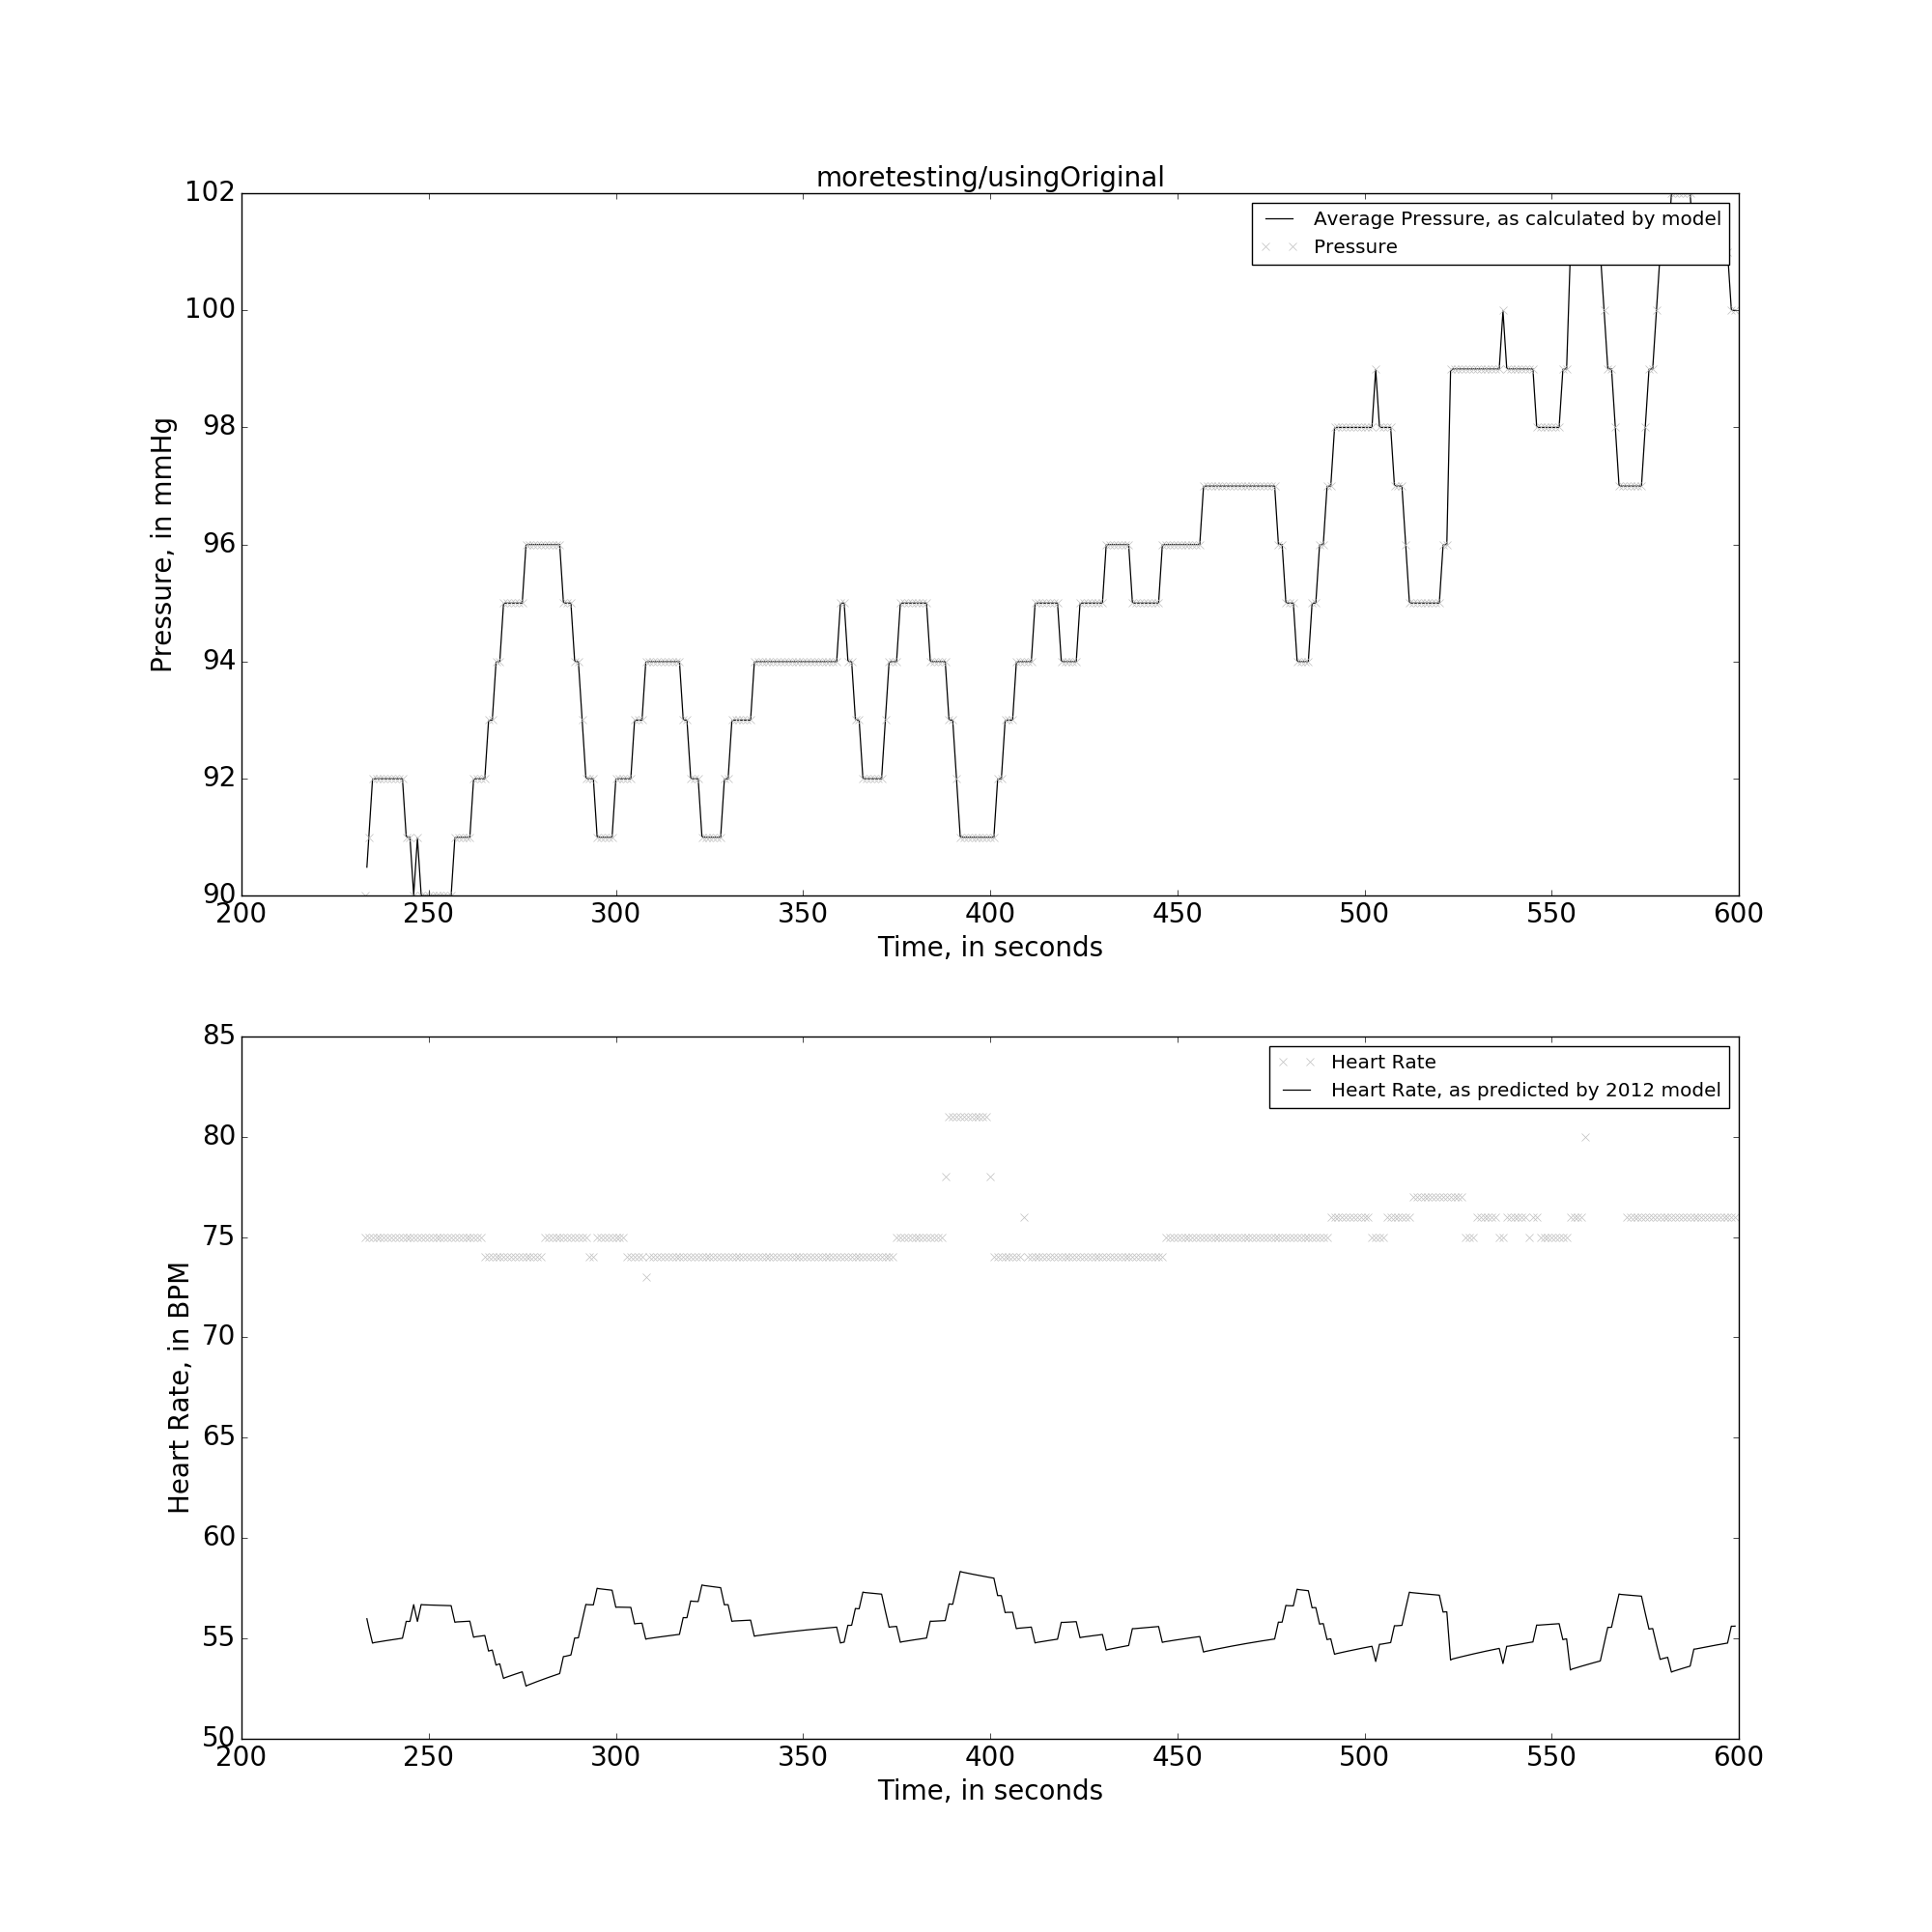 moretesting/usingOriginal
102
100
98
96
94
92
90
Pressure, in mmHg
Average Pressure, as calculated by model
Pressure
200 250 300 350 400 450 500 550 600
Time, in seconds
85
80
75
70
65
60
55
50
Heart Rate, in BPM
Heart Rate
Heart Rate, as predicted by 2012 model
200 250 300 350 400 450 500 550 600
Time, in seconds